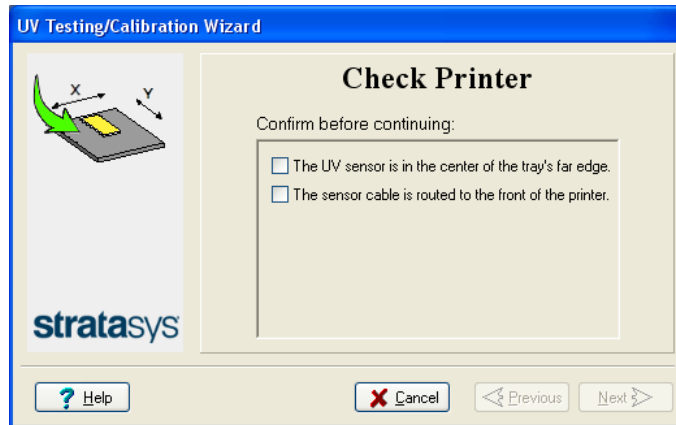 UV Testing/Calibration Wizard
X Y
Check Printer
Confirm before continuing:
The UV sensor is in the center of the tray's far edge.
The sensor cable is routed to the front of the printer.
stratasys
? Help
Cancel
Previous
Next